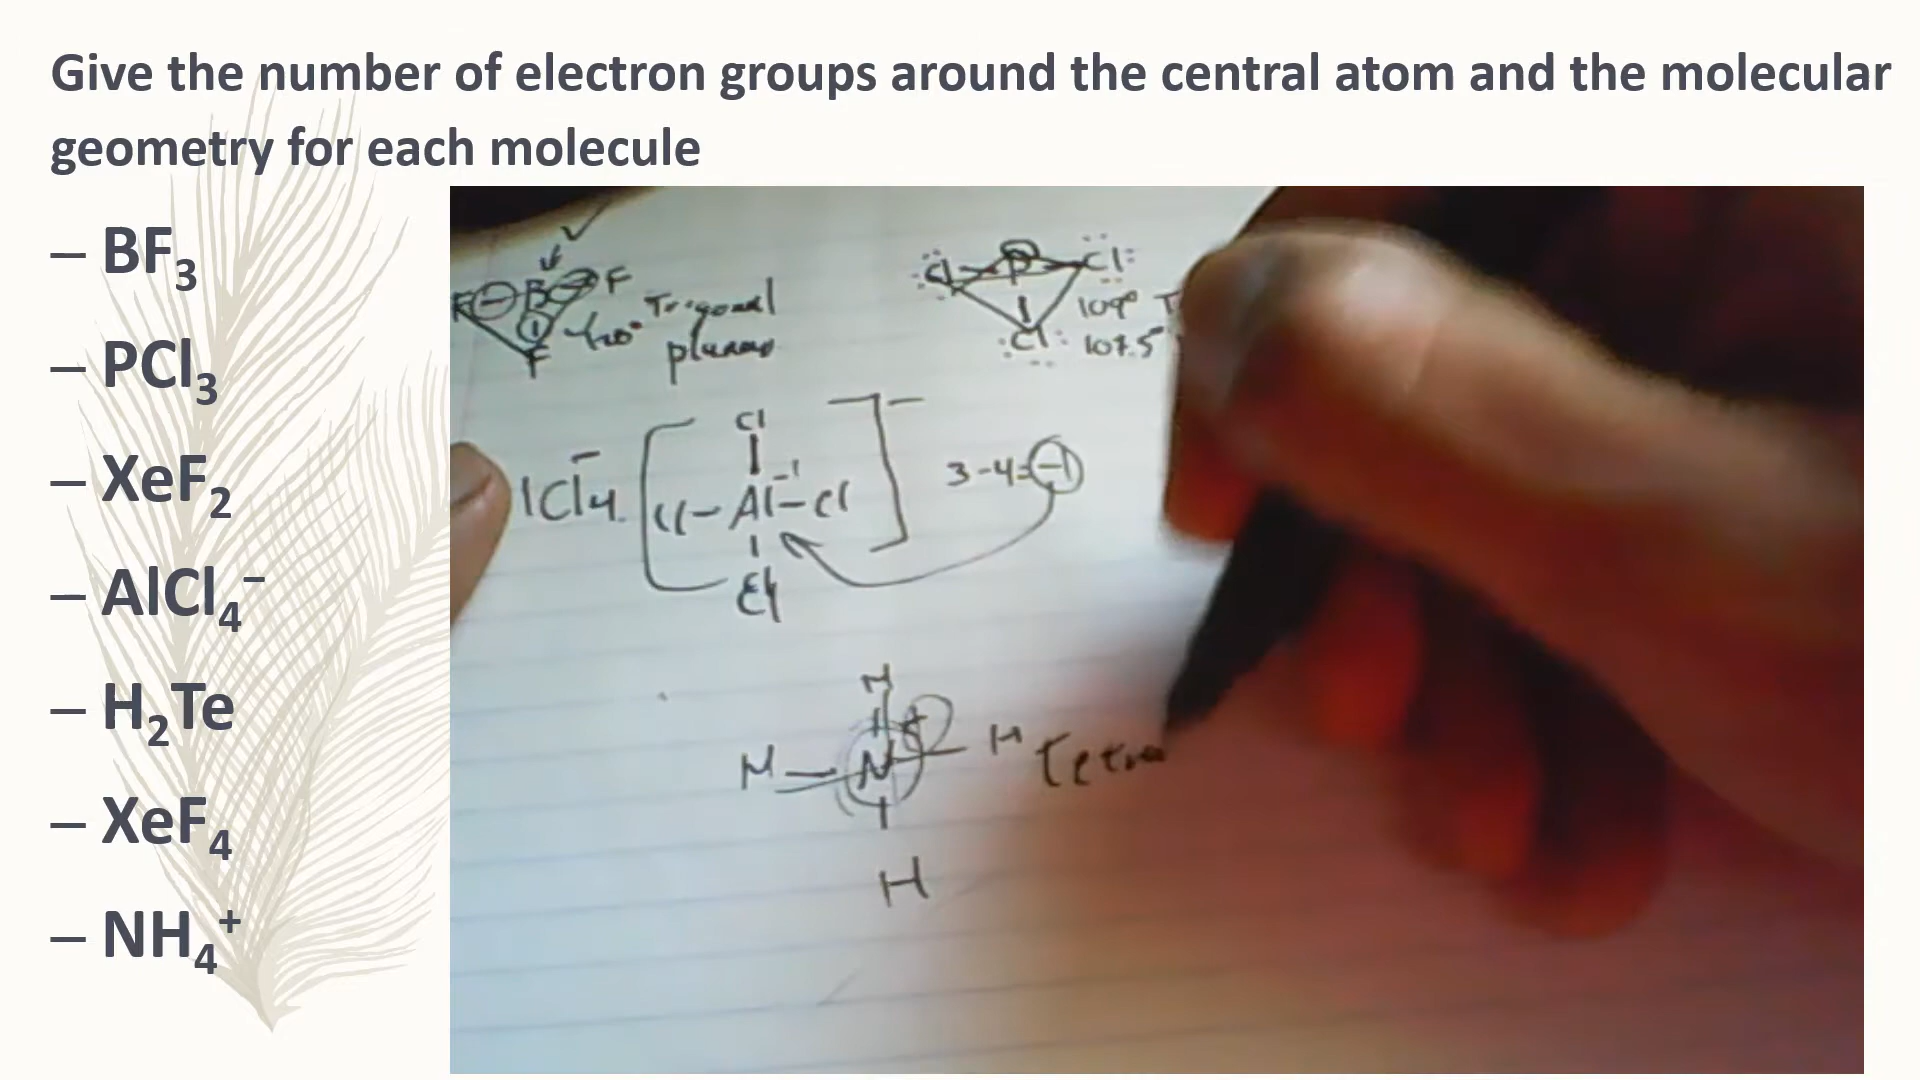 Give the number of electron groups around the central atom and the molecular
geometry for each molecule
– BF₃
– PCl₃
– XeF₂
– AlCl₄⁻
– H₂Te
– XeF₄
– NH₄⁺
F B F
F
120° Trigonal
Cl P Cl
Cl
109° T
107.5°
Cl
lCl₄⁻ Cl–Al⁻¹–Cl –
Cl
3-4=-1
H
H – N⁺ – H Tetra
H